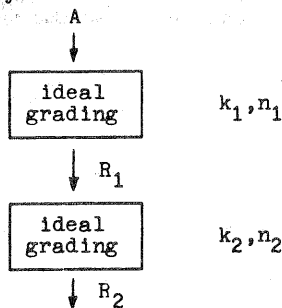 A
ideal
grading
k₁,n₁
R₁
ideal
grading
k₂,n₂
R₂